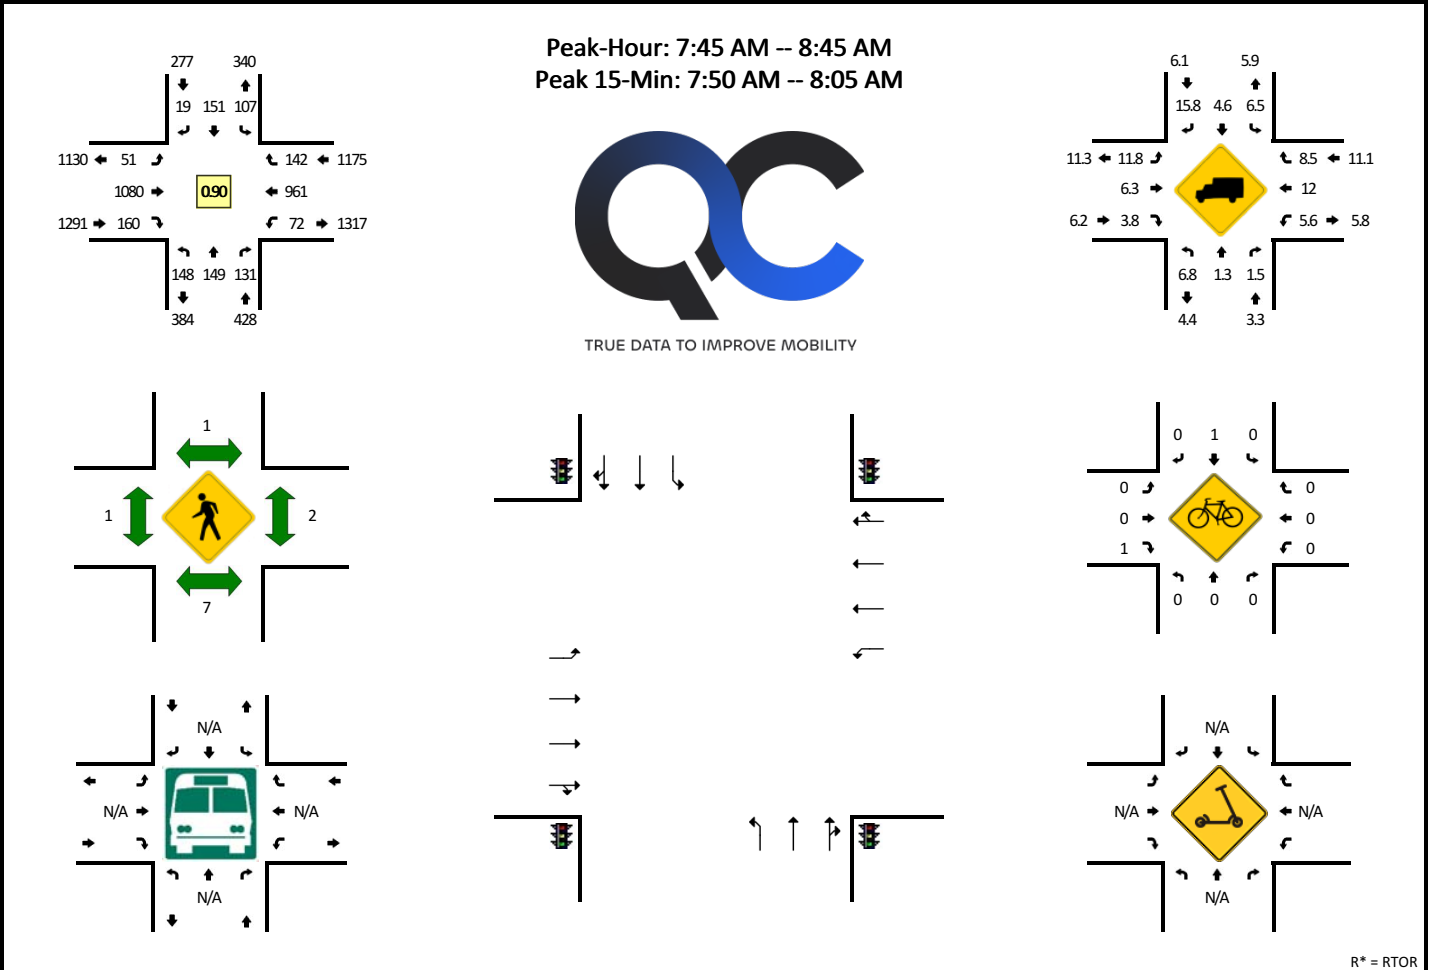 Peak-Hour: 7:45 AM -- 8:45 AM
Peak 15-Min: 7:50 AM -- 8:05 AM
277 340
19 151 107
1130 51 142 1175
1080 0.90 961
1291 160 72 1317
148 149 131
384 428
QC
TRUE DATA TO IMPROVE MOBILITY
6.1 5.9
15.8 4.6 6.5
11.3 11.8 8.5 11.1
6.3 12
6.2 3.8 5.6 5.8
6.8 1.3 1.5
4.4 3.3
1
1 2
7
0 1 0
0 0
0 0
1 0
0 0 0
N/A
N/A N/A
N/A
N/A
N/A N/A
N/A
R* = RTOR